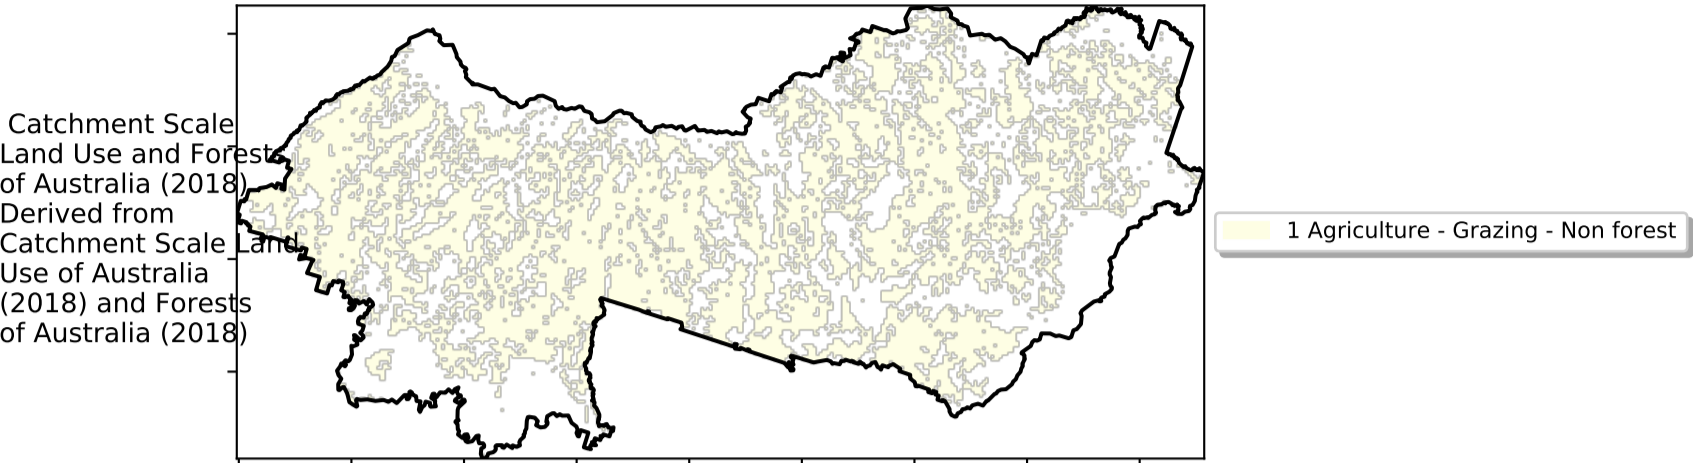 Catchment Scale
Land Use and Forests
of Australia (2018)
Derived from
Catchment Scale Land
Use of Australia
(2018) and Forests
of Australia (2018)
1 Agriculture - Grazing - Non forest